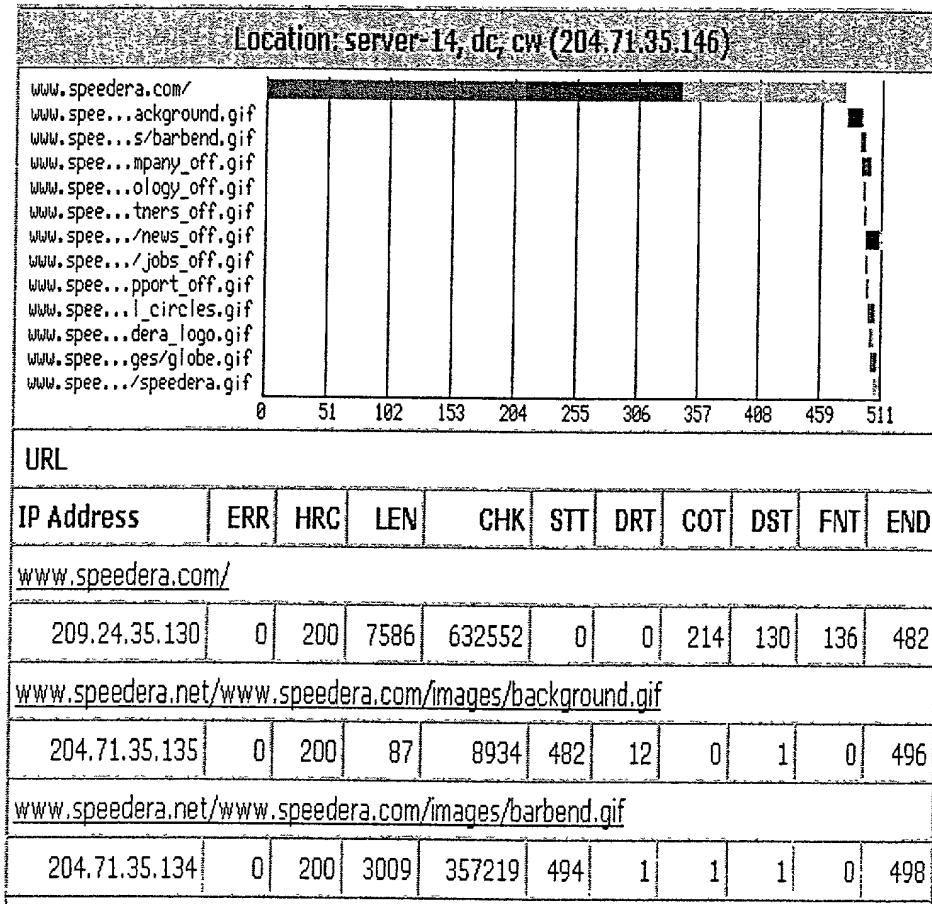 Location: server-14, dc, cw (204.71.35.146)
www.speedera.com/
www.spee...ackground.gif
www.spee...s/barbend.gif
www.spee...mpany_off.gif
www.spee...ology_off.gif
www.spee...tners_off.gif
www.spee.../news_off.gif
www.spee.../jobs_off.gif
www.spee...pport_off.gif
www.spee...l_circles.gif
www.spee...dera_logo.gif
www.spee...ges/globe.gif
www.spee.../speedera.gif
0 51 102 153 204 255 306 357 408 459 511
URL
IP Address ERR HRC LEN CHK STT DRT COT DST FNT END
www.speedera.com/
209.24.35.130 0 200 7586 632552 0 0 214 130 136 482
www.speedera.net/www.speedera.com/images/background.gif
204.71.35.135 0 200 87 8934 482 12 0 1 0 496
www.speedera.net/www.speedera.com/images/barbend.gif
204.71.35.134 0 200 3009 357219 494 1 1 1 0 498